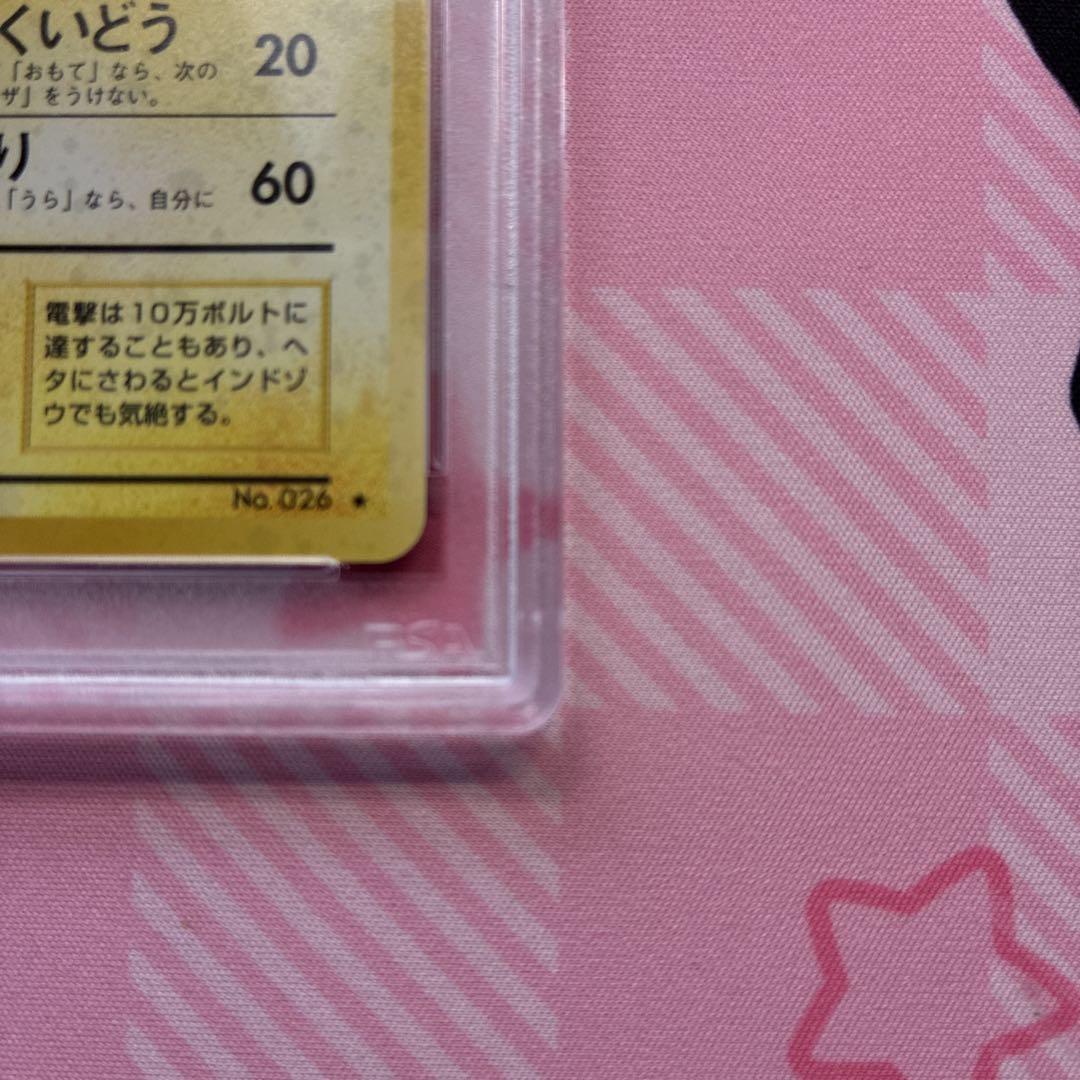 くいどう 20
「おもて」なら、次の
ザ」をうけない。
り 60
「うら」なら、自分に
電撃は10万ボルトに
達することもあり、ヘ
タにさわるとインドゾ
ウでも気絶する。
No. 026 ★
PSA